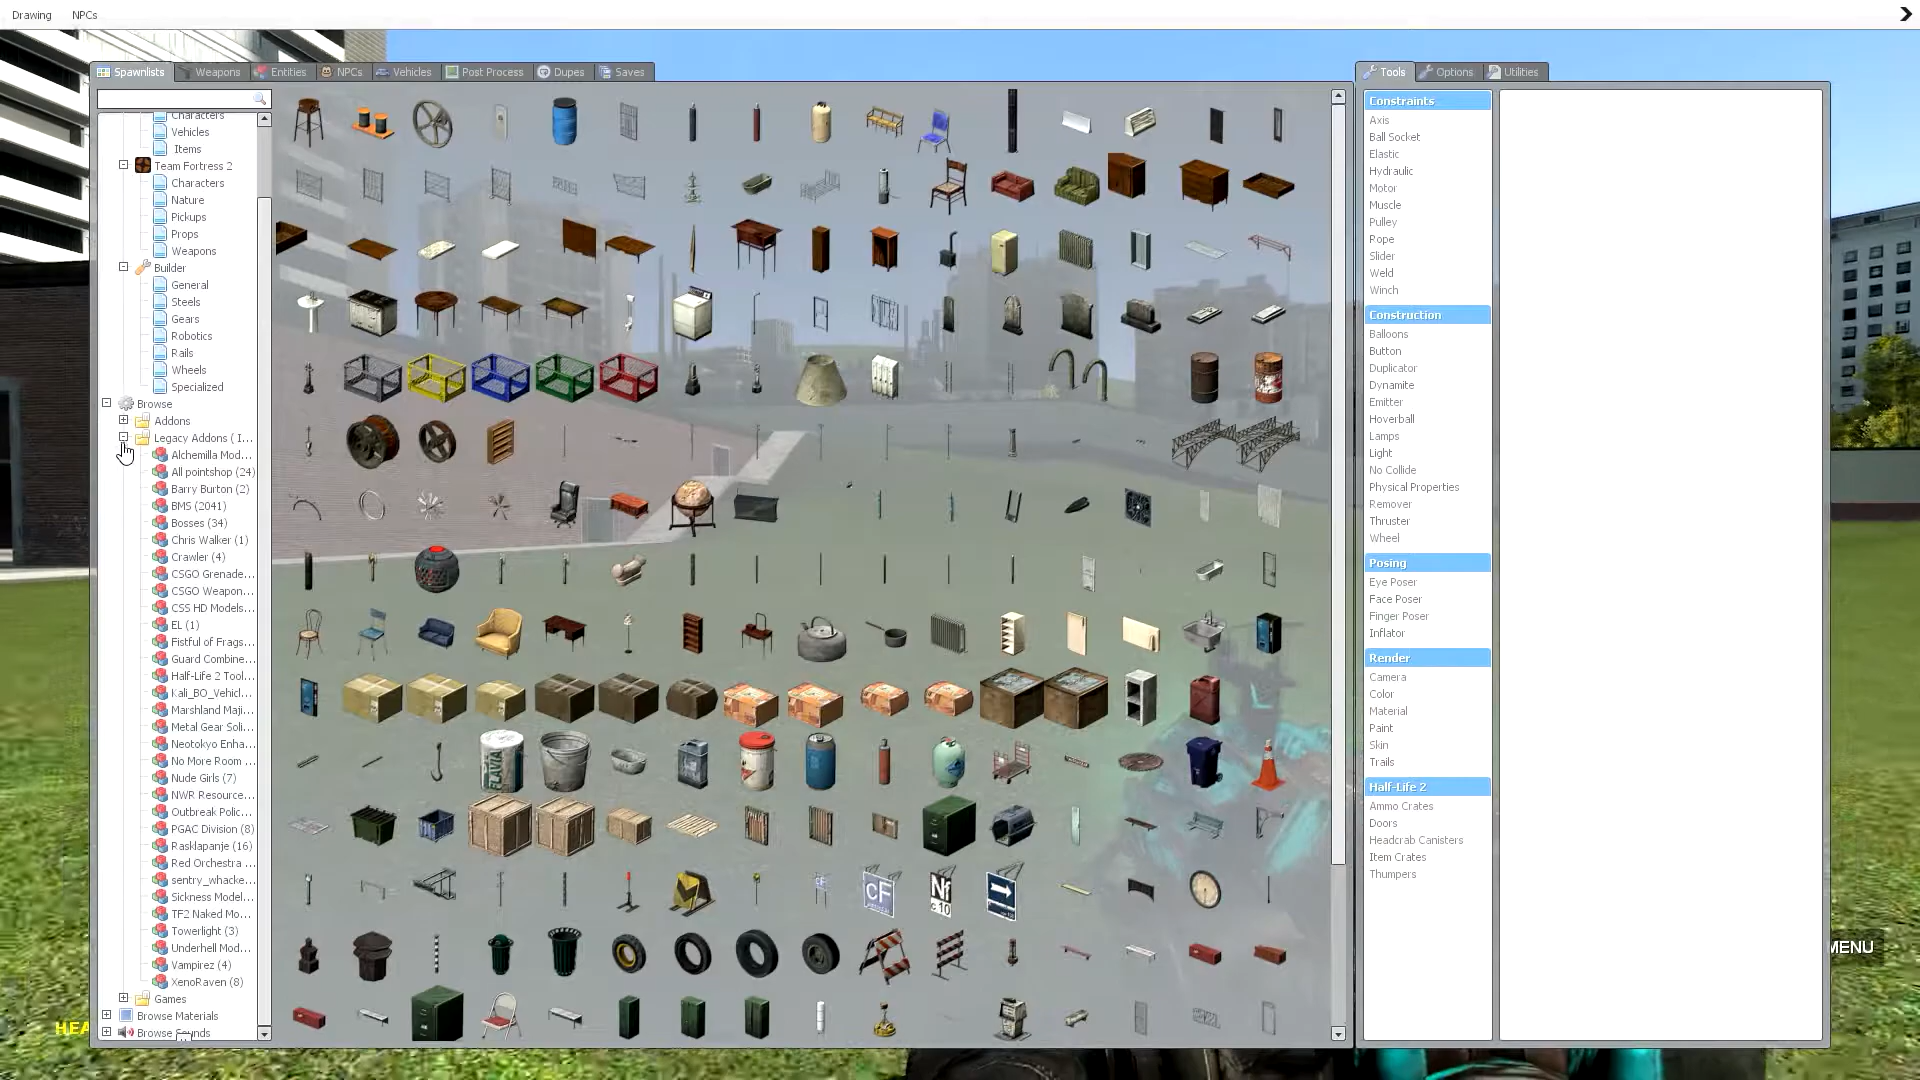 Drawing NPCs
Spawnlists Weapons Entities NPCs Vehicles Post Process Dupes Saves
Tools Options Utilities
Characters
Vehicles
Items
Team Fortress 2
Characters
Nature
Pickups
Props
Weapons
Builder
General
Steels
Gears
Robotics
Rails
Wheels
Specialized
Browse
Addons
Legacy Addons ( I...
Alchemilla Mod...
All pointshop (24)
Barry Burton (2)
BMS (2041)
Bosses (34)
Chris Walker (1)
Crawler (4)
CSGO Grenade...
CSGO Weapon...
CSS HD Models...
EL (1)
Fistful of Frags...
Guard Combine...
Half-Life 2 Tool...
Kali_BO_Vehicl...
Marshland Maji...
Metal Gear Soli...
Neotokyo Enha...
No More Room ...
Nude Girls (7)
NWR Resource...
Outbreak Polic...
PGAC Division (8)
Rasklapanje (16)
Red Orchestra ...
sentry_whacke...
Sickness Model...
TF2 Naked Mo...
Towerlight (3)
Underhell Mod...
Vampirez (4)
XenoRaven (8)
Games
Browse Materials
Browse Sounds
cF
Nf
c 10
Constraints
Axis
Ball Socket
Elastic
Hydraulic
Motor
Muscle
Pulley
Rope
Slider
Weld
Winch
Construction
Balloons
Button
Duplicator
Dynamite
Emitter
Hoverball
Lamps
Light
No Collide
Physical Properties
Remover
Thruster
Wheel
Posing
Eye Poser
Face Poser
Finger Poser
Inflator
Render
Camera
Color
Material
Paint
Skin
Trails
Half-Life 2
Ammo Crates
Doors
Headcrab Canisters
Item Crates
Thumpers
MENU
HEA